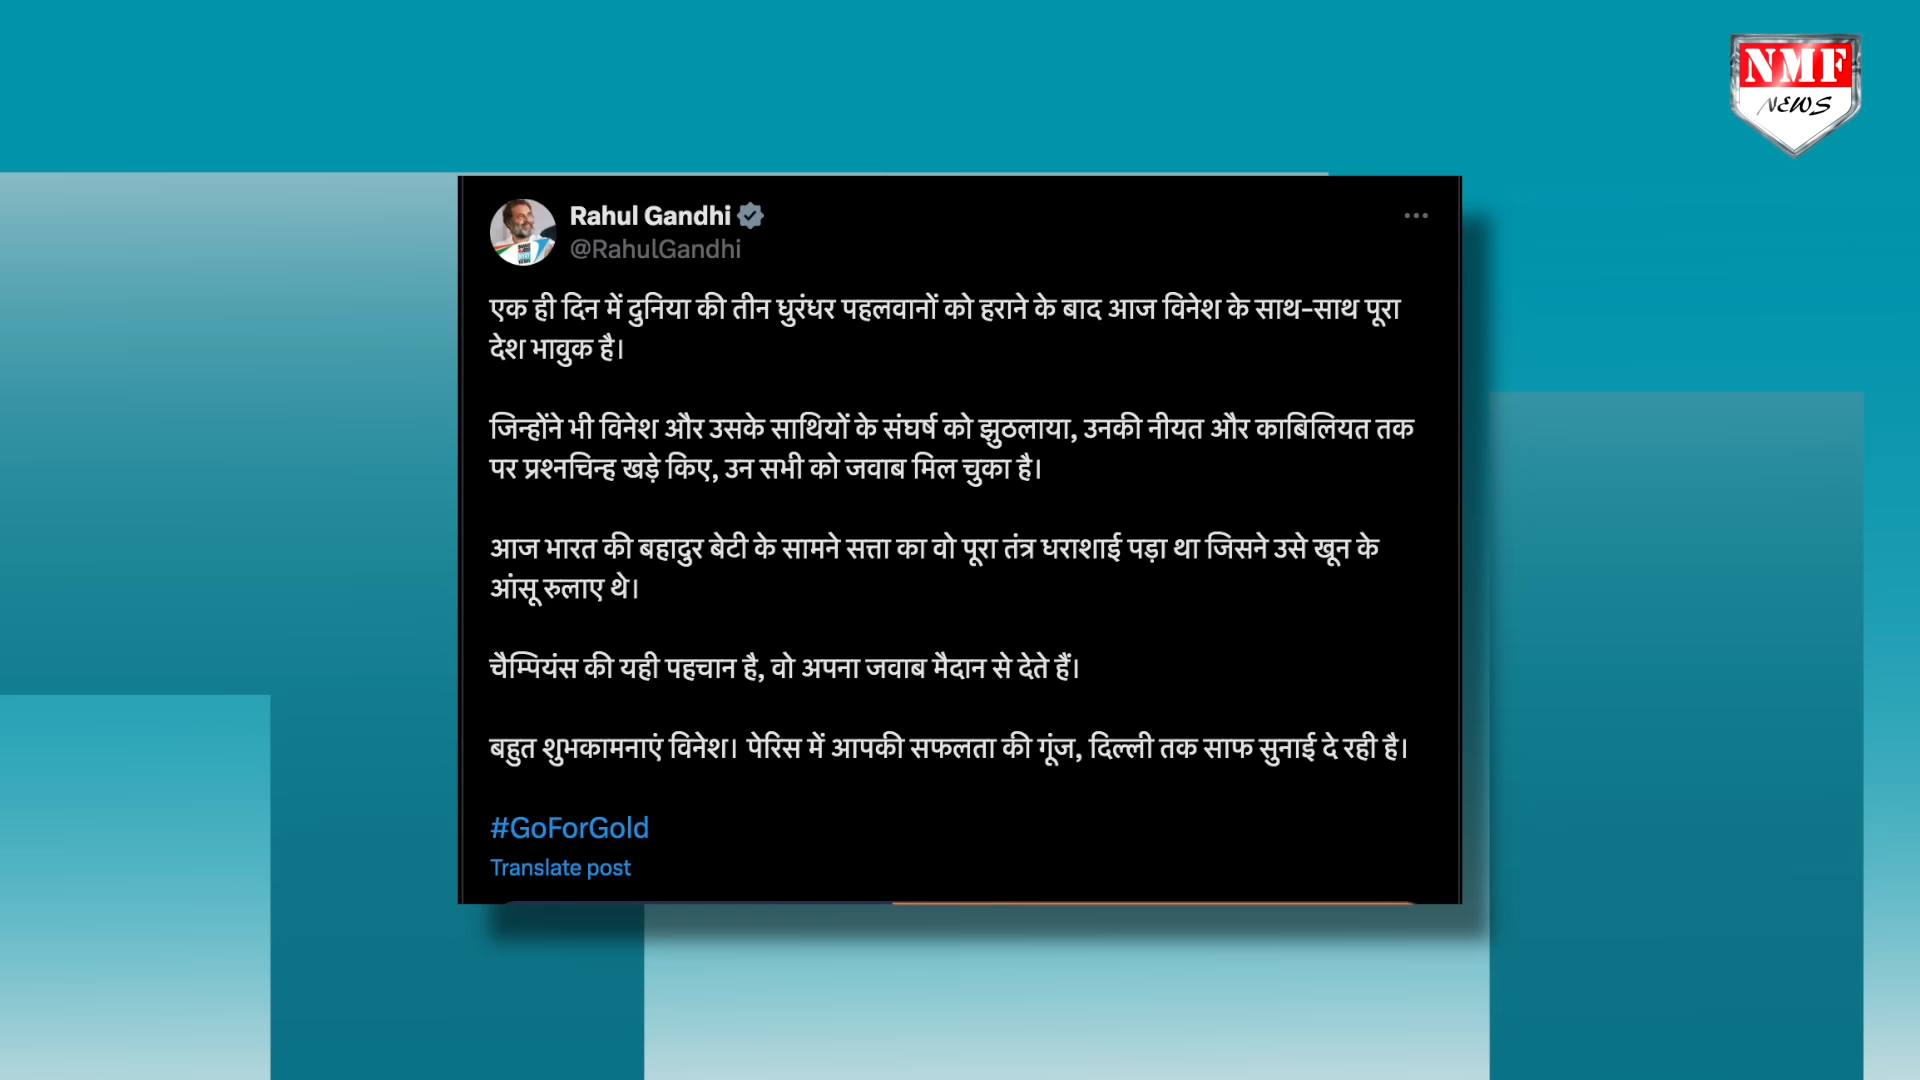 NMF
NEWS
Rahul Gandhi
@RahulGandhi
एक ही दिन में दुनिया की तीन धुरंधर पहलवानों को हराने के बाद आज विनेश के साथ-साथ पूरा
देश भावुक है।
जिन्होंने भी विनेश और उसके साथियों के संघर्ष को झुठलाया, उनकी नीयत और काबिलियत तक
पर प्रश्नचिन्ह खड़े किए, उन सभी को जवाब मिल चुका है।
आज भारत की बहादुर बेटी के सामने सत्ता का वो पूरा तंत्र धराशाई पड़ा था जिसने उसे खून के
आंसू रुलाए थे।
चैम्पियंस की यही पहचान है, वो अपना जवाब मैदान से देते हैं।
बहुत शुभकामनाएं विनेश। पेरिस में आपकी सफलता की गूंज, दिल्ली तक साफ सुनाई दे रही है।
#GoForGold
Translate post